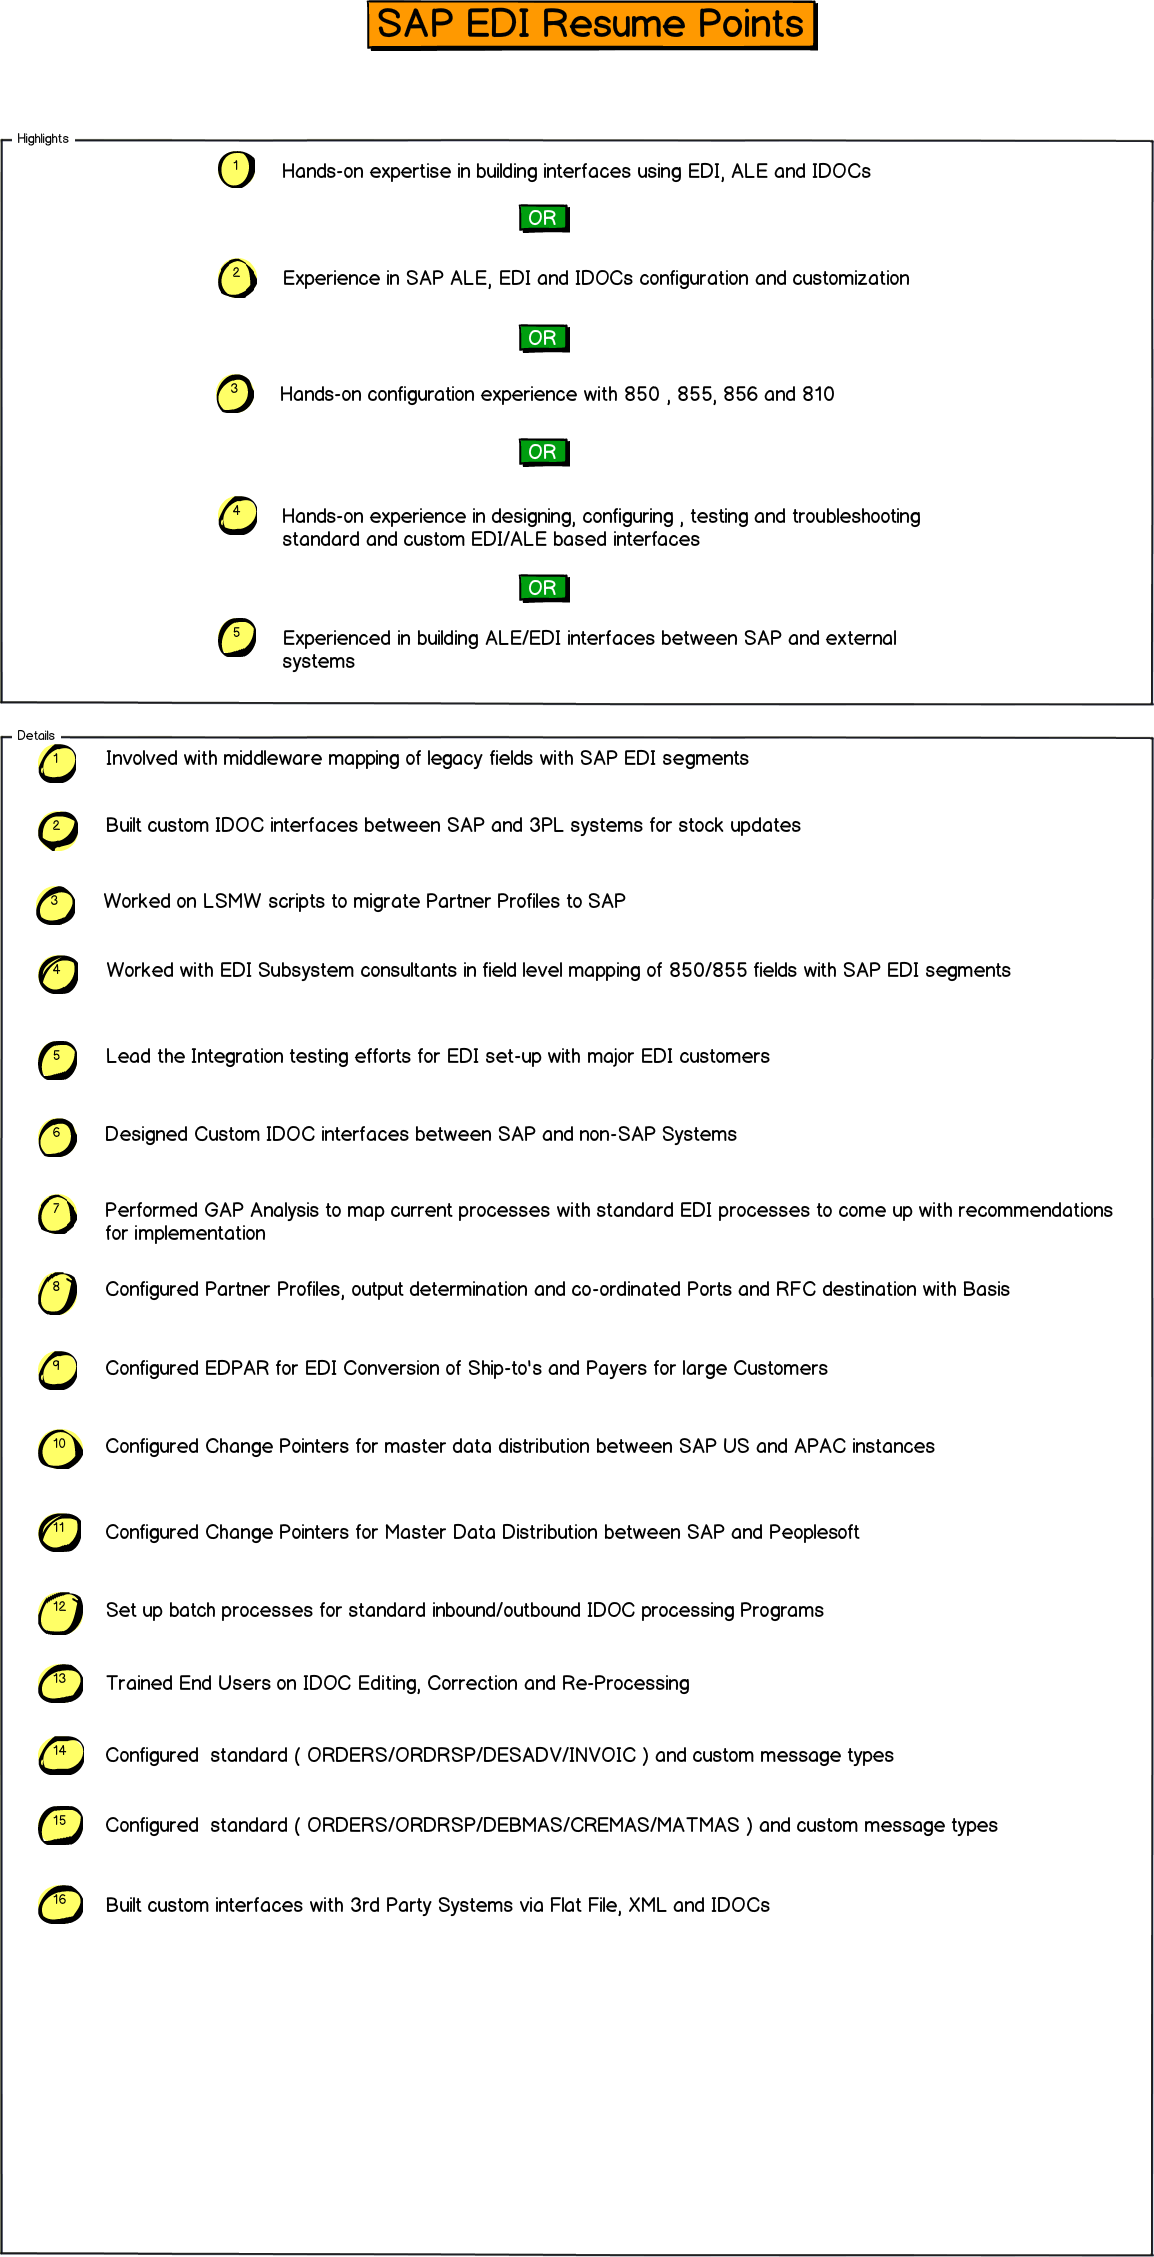 SAP EDI Resume Points
Highlights
1 Hands-on expertise in building interfaces using EDI, ALE and IDOCs
OR
2 Experience in SAP ALE, EDI and IDOCs configuration and customization
OR
3 Hands-on configuration experience with 850 , 855, 856 and 810
OR
4 Hands-on experience in designing, configuring , testing and troubleshooting
standard and custom EDI/ALE based interfaces
OR
5 Experienced in building ALE/EDI interfaces between SAP and external
systems
Details
1 Involved with middleware mapping of legacy fields with SAP EDI segments
2 Built custom IDOC interfaces between SAP and 3PL systems for stock updates
3 Worked on LSMW scripts to migrate Partner Profiles to SAP
4 Worked with EDI Subsystem consultants in field level mapping of 850/855 fields with SAP EDI segments
5 Lead the Integration testing efforts for EDI set-up with major EDI customers
6 Designed Custom IDOC interfaces between SAP and non-SAP Systems
7 Performed GAP Analysis to map current processes with standard EDI processes to come up with recommendations
for implementation
8 Configured Partner Profiles, output determination and co-ordinated Ports and RFC destination with Basis
9 Configured EDPAR for EDI Conversion of Ship-to's and Payers for large Customers
10 Configured Change Pointers for master data distribution between SAP US and APAC instances
11 Configured Change Pointers for Master Data Distribution between SAP and Peoplesoft
12 Set up batch processes for standard inbound/outbound IDOC processing Programs
13 Trained End Users on IDOC Editing, Correction and Re-Processing
14 Configured  standard ( ORDERS/ORDRSP/DESADV/INVOIC ) and custom message types
15 Configured  standard ( ORDERS/ORDRSP/DEBMAS/CREMAS/MATMAS ) and custom message types
16 Built custom interfaces with 3rd Party Systems via Flat File, XML and IDOCs